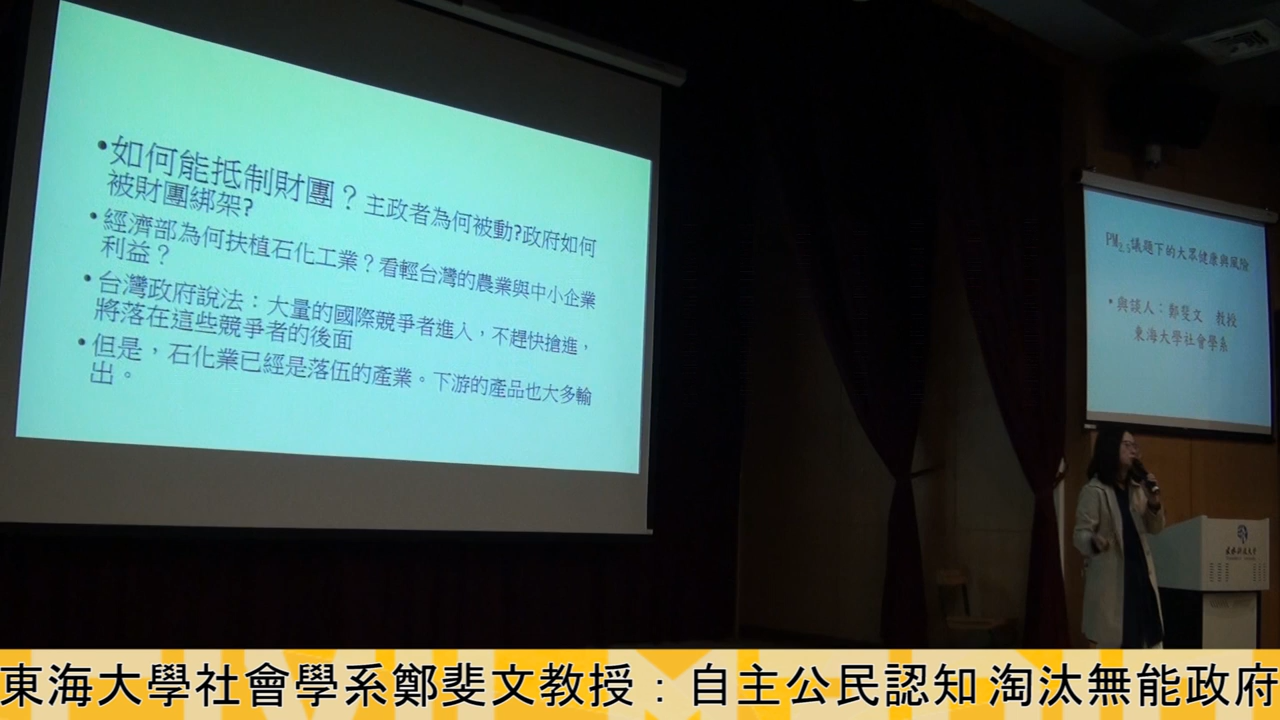 •如何能抵制財團？主政者為何被動?政府如何
被財團綁架?
•經濟部為何扶植石化工業？看輕台灣的農業與中小企業
利益？
•台灣政府說法：大量的國際競爭者進入，不趕快搶進，
將落在這些競爭者的後面
•但是，石化業已經是落伍的產業。下游的產品也大多輸
出。
PM2.5議題下的大眾健康與風險
•與談人：鄭斐文 教授
東海大學社會學系
東海大學社會學系鄭斐文教授：自主公民認知 淘汰無能政府